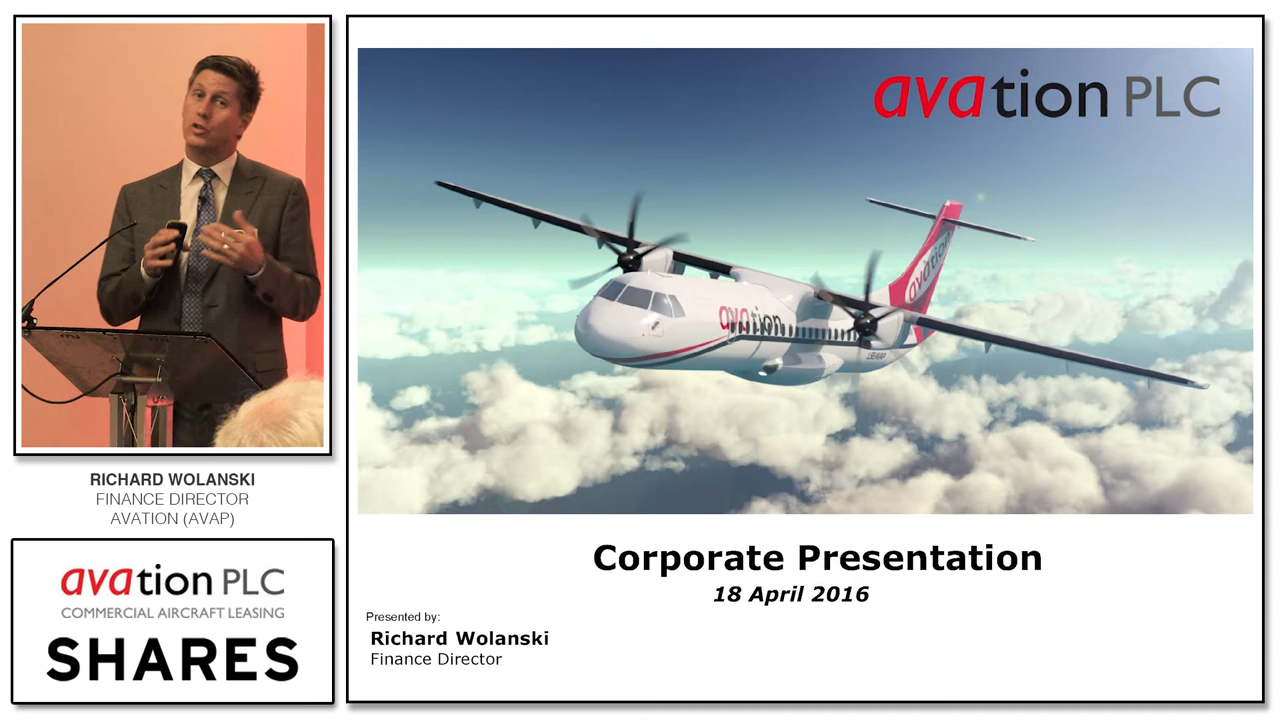 RICHARD WOLANSKI
FINANCE DIRECTOR
AVATION (AVAP)
avation PLC
COMMERCIAL AIRCRAFT LEASING
SHARES
avation PLC
avation
avation
Corporate Presentation
18 April 2016
Presented by:
Richard Wolanski
Finance Director